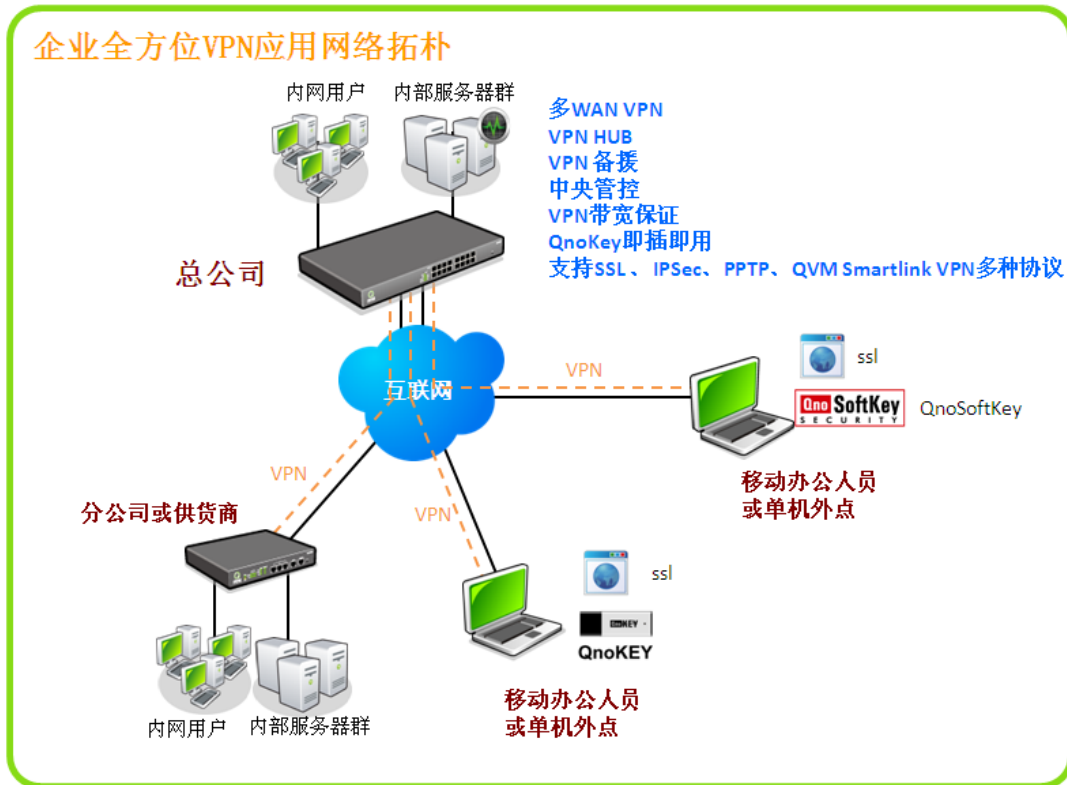 企业全方位VPN应用网络拓朴
内网用户
内部服务器群
多WAN VPN
VPN HUB
VPN 备援
中央管控
VPN带宽保证
QnoKey即插即用
支持SSL 、IPSec、PPTP、QVM Smartlink VPN多种协议
总公司
互联网
VPN
ssl
Qno SoftKey
SECURITY
QnoSoftKey
移动办公人员
或单机外点
VPN
VPN
分公司或供货商
ssl
QnoKEY
QnoKEY
移动办公人员
或单机外点
内网用户
内部服务器群